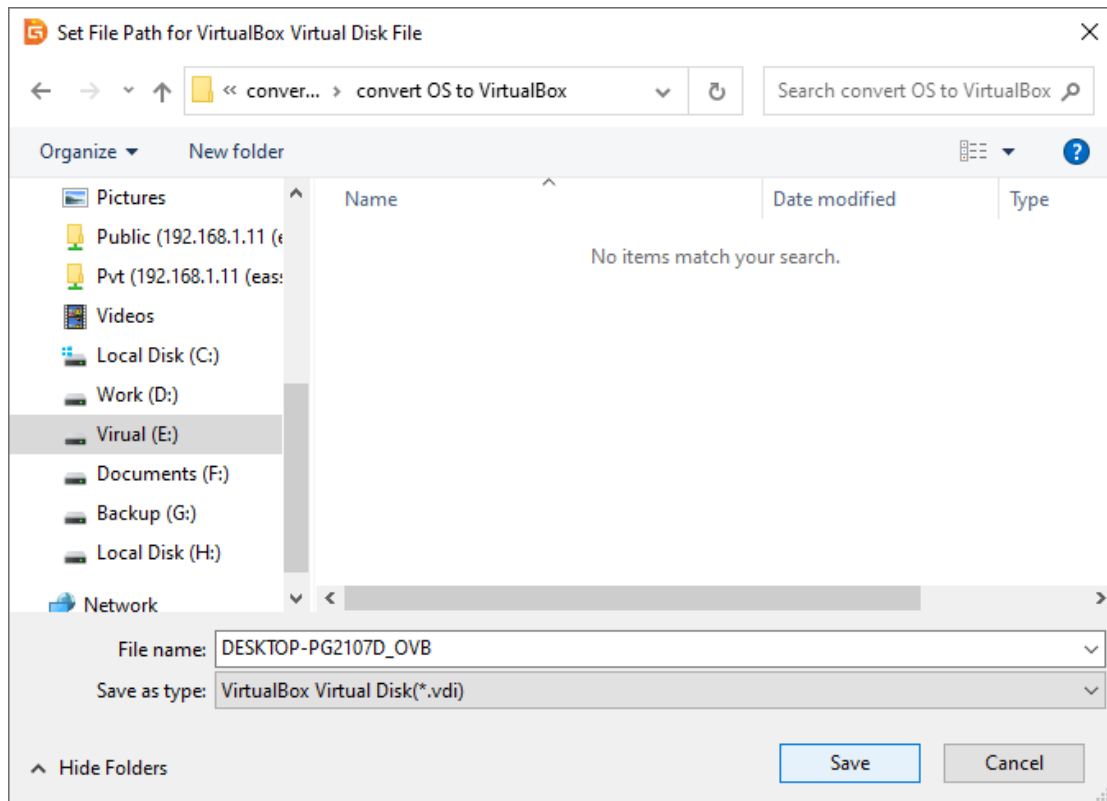 Set File Path for VirtualBox Virtual Disk File
« conver... › convert OS to VirtualBox
Search convert OS to VirtualBox
Organize
New folder
?
Name
Date modified
Type
No items match your search.
Pictures
Public (192.168.1.11 (e
Pvt (192.168.1.11 (eas:
Videos
Local Disk (C:)
Work (D:)
Virual (E:)
Documents (F:)
Backup (G:)
Local Disk (H:)
Network
File name: DESKTOP-PG2107D_OVB
Save as type: VirtualBox Virtual Disk(*.vdi)
Hide Folders
Save
Cancel